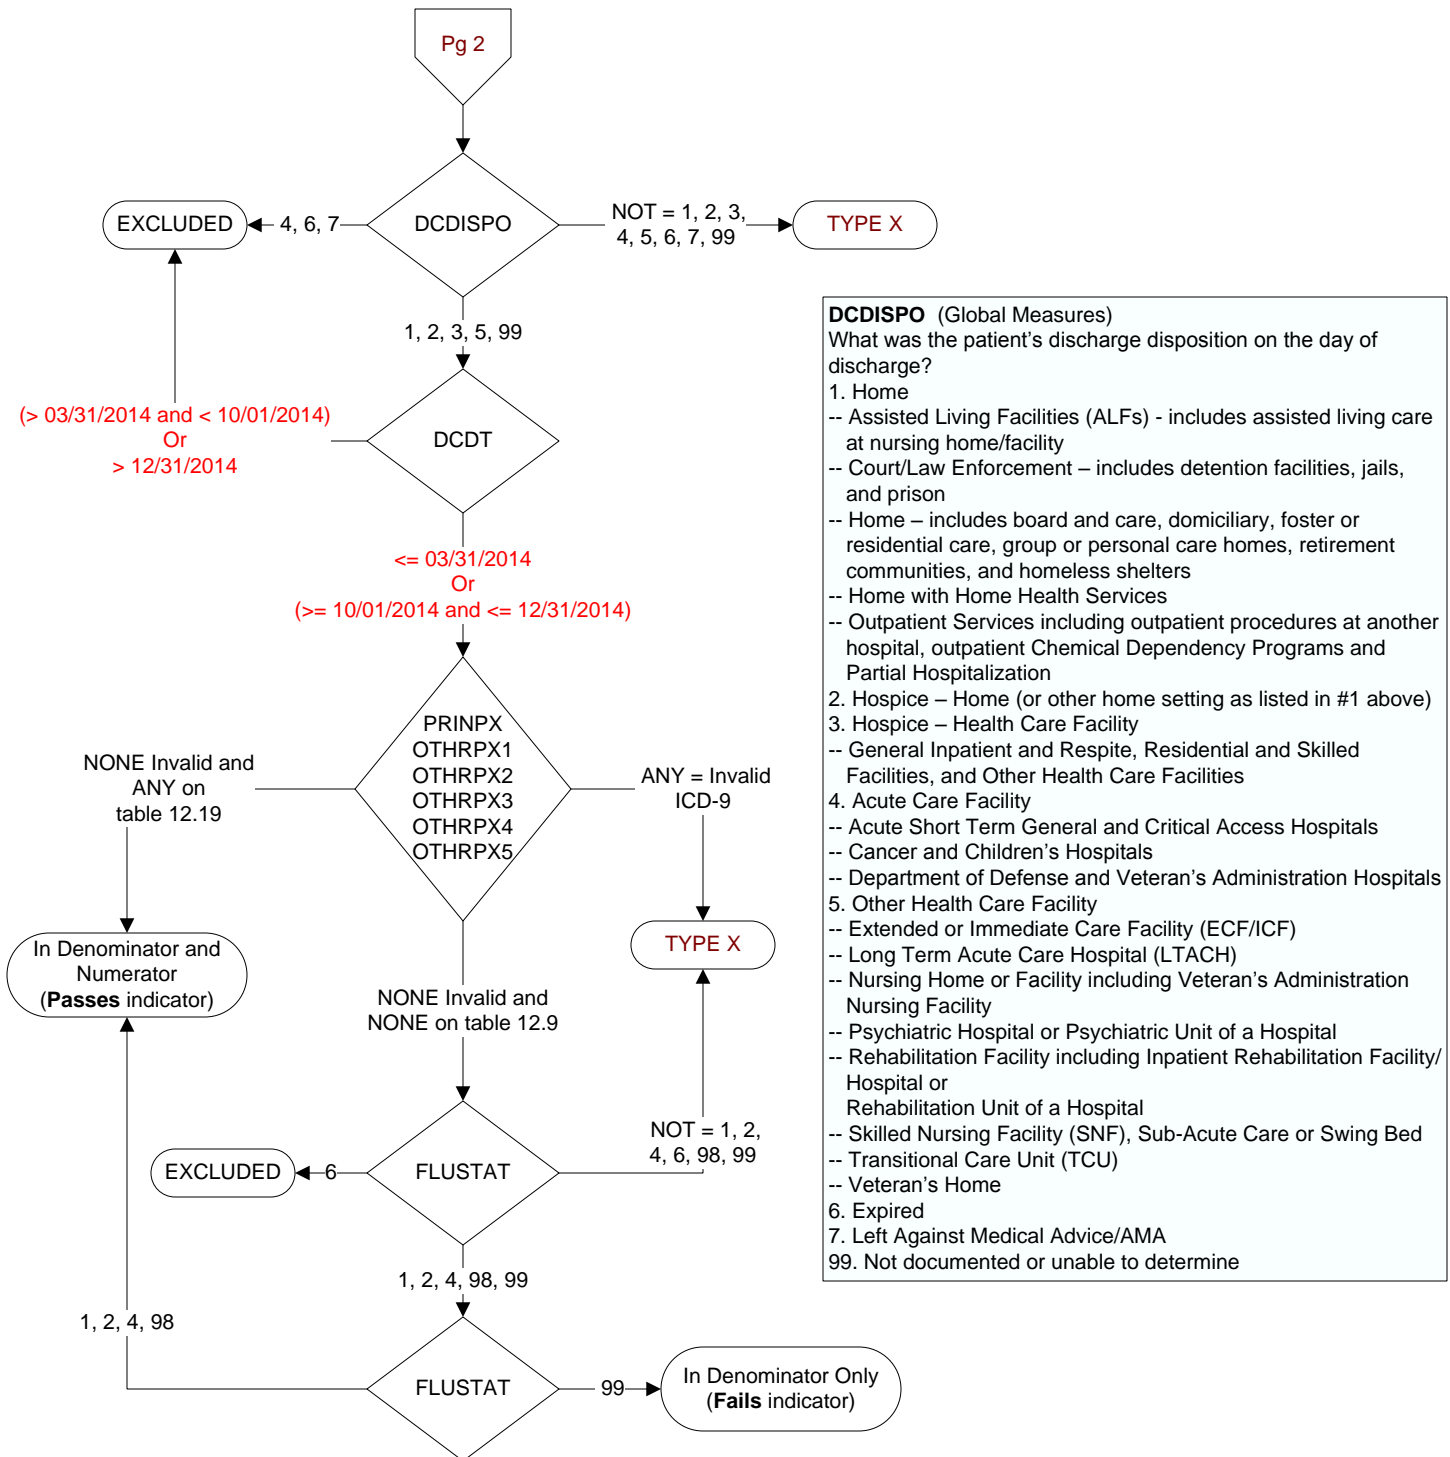 Pg 2
EXCLUDED
4, 6, 7
DCDISPO
NOT = 1, 2, 3,
4, 5, 6, 7, 99
TYPE X
1, 2, 3, 5, 99
(> 03/31/2014 and < 10/01/2014)
Or
> 12/31/2014
DCDT
<= 03/31/2014
Or
(>= 10/01/2014 and <= 12/31/2014)
NONE Invalid and
ANY on
table 12.19
PRINPX
OTHRPX1
OTHRPX2
OTHRPX3
OTHRPX4
OTHRPX5
ANY = Invalid
ICD-9
In Denominator and
Numerator
(Passes indicator)
TYPE X
NONE Invalid and
NONE on table 12.9
EXCLUDED
6
FLUSTAT
NOT = 1, 2,
4, 6, 98, 99
1, 2, 4, 98, 99
1, 2, 4, 98
FLUSTAT
99
In Denominator Only
(Fails indicator)
DCDISPO (Global Measures)
What was the patient's discharge disposition on the day of
discharge?
1. Home
-- Assisted Living Facilities (ALFs) - includes assisted living care
at nursing home/facility
-- Court/Law Enforcement – includes detention facilities, jails,
and prison
-- Home – includes board and care, domiciliary, foster or
residential care, group or personal care homes, retirement
communities, and homeless shelters
-- Home with Home Health Services
-- Outpatient Services including outpatient procedures at another
hospital, outpatient Chemical Dependency Programs and
Partial Hospitalization
2. Hospice – Home (or other home setting as listed in #1 above)
3. Hospice – Health Care Facility
-- General Inpatient and Respite, Residential and Skilled
Facilities, and Other Health Care Facilities
4. Acute Care Facility
-- Acute Short Term General and Critical Access Hospitals
-- Cancer and Children's Hospitals
-- Department of Defense and Veteran's Administration Hospitals
5. Other Health Care Facility
-- Extended or Immediate Care Facility (ECF/ICF)
-- Long Term Acute Care Hospital (LTACH)
-- Nursing Home or Facility including Veteran's Administration
Nursing Facility
-- Psychiatric Hospital or Psychiatric Unit of a Hospital
-- Rehabilitation Facility including Inpatient Rehabilitation Facility/
Hospital or
Rehabilitation Unit of a Hospital
-- Skilled Nursing Facility (SNF), Sub-Acute Care or Swing Bed
-- Transitional Care Unit (TCU)
-- Veteran's Home
6. Expired
7. Left Against Medical Advice/AMA
99. Not documented or unable to determine